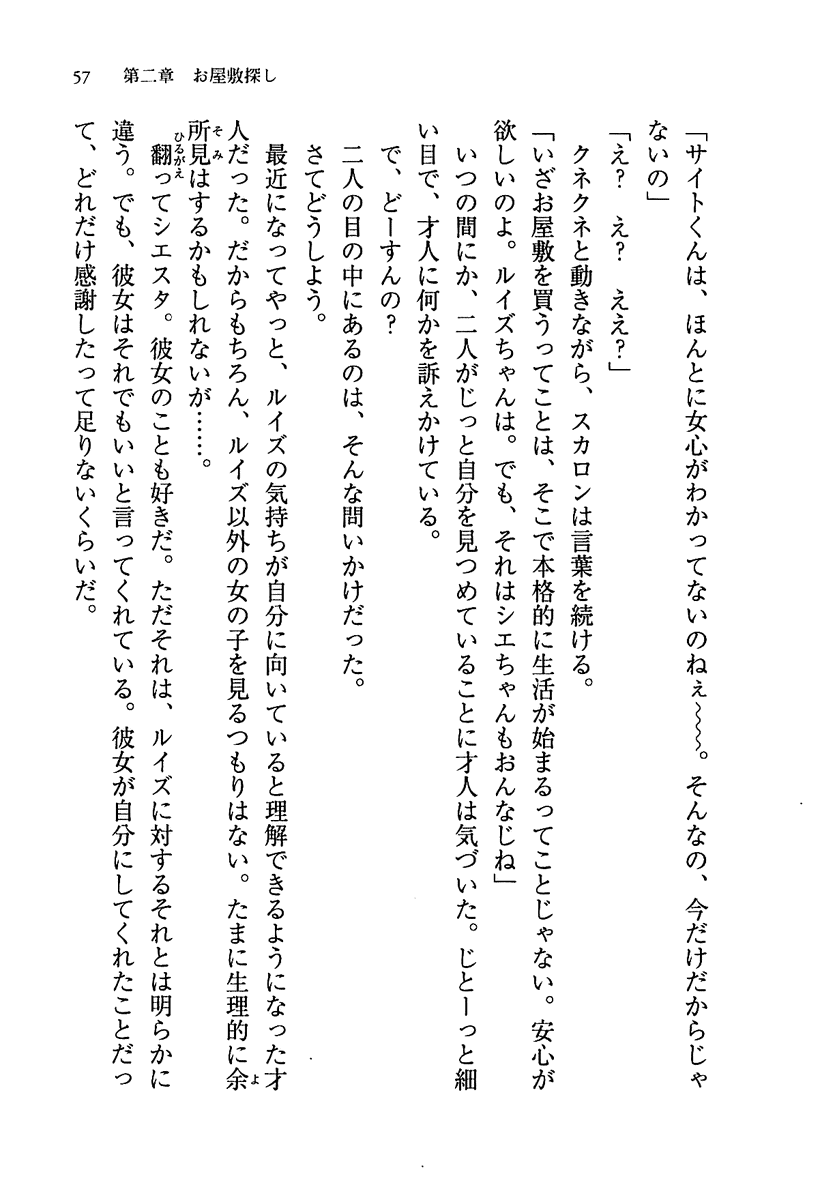 57　第二章　お屋敷探し
「サイトくんは、ほんとに女心がわかってないのねぇ〜〜〜。そんなの、今だけだからじゃ
ないの」
「え？　え？　ええ？」
クネクネと動きながら、スカロンは言葉を続ける。
「いざお屋敷を買うってことは、そこで本格的に生活が始まるってことじゃない。安心が
欲しいのよ。ルイズちゃんは。でも、それはシエちゃんもおんなじね」
いつの間にか、二人がじっと自分を見つめていることに才人は気づいた。じとーっと細
い目で、才人に何かを訴えかけている。
で、どーすんの？
二人の目の中にあるのは、そんな問いかけだった。
さてどうしよう。
最近になってやっと、ルイズの気持ちが自分に向いていると理解できるようになった才
人だった。だからもちろん、ルイズ以外の女の子を見るつもりはない。たまに生理的に余
所見はするかもしれないが……。
翻ってシエスタ。彼女のことも好きだ。ただそれは、ルイズに対するそれとは明らかに
違う。でも、彼女はそれでもいいと言ってくれている。彼女が自分にしてくれたことだっ
て、どれだけ感謝したって足りないくらいだ。